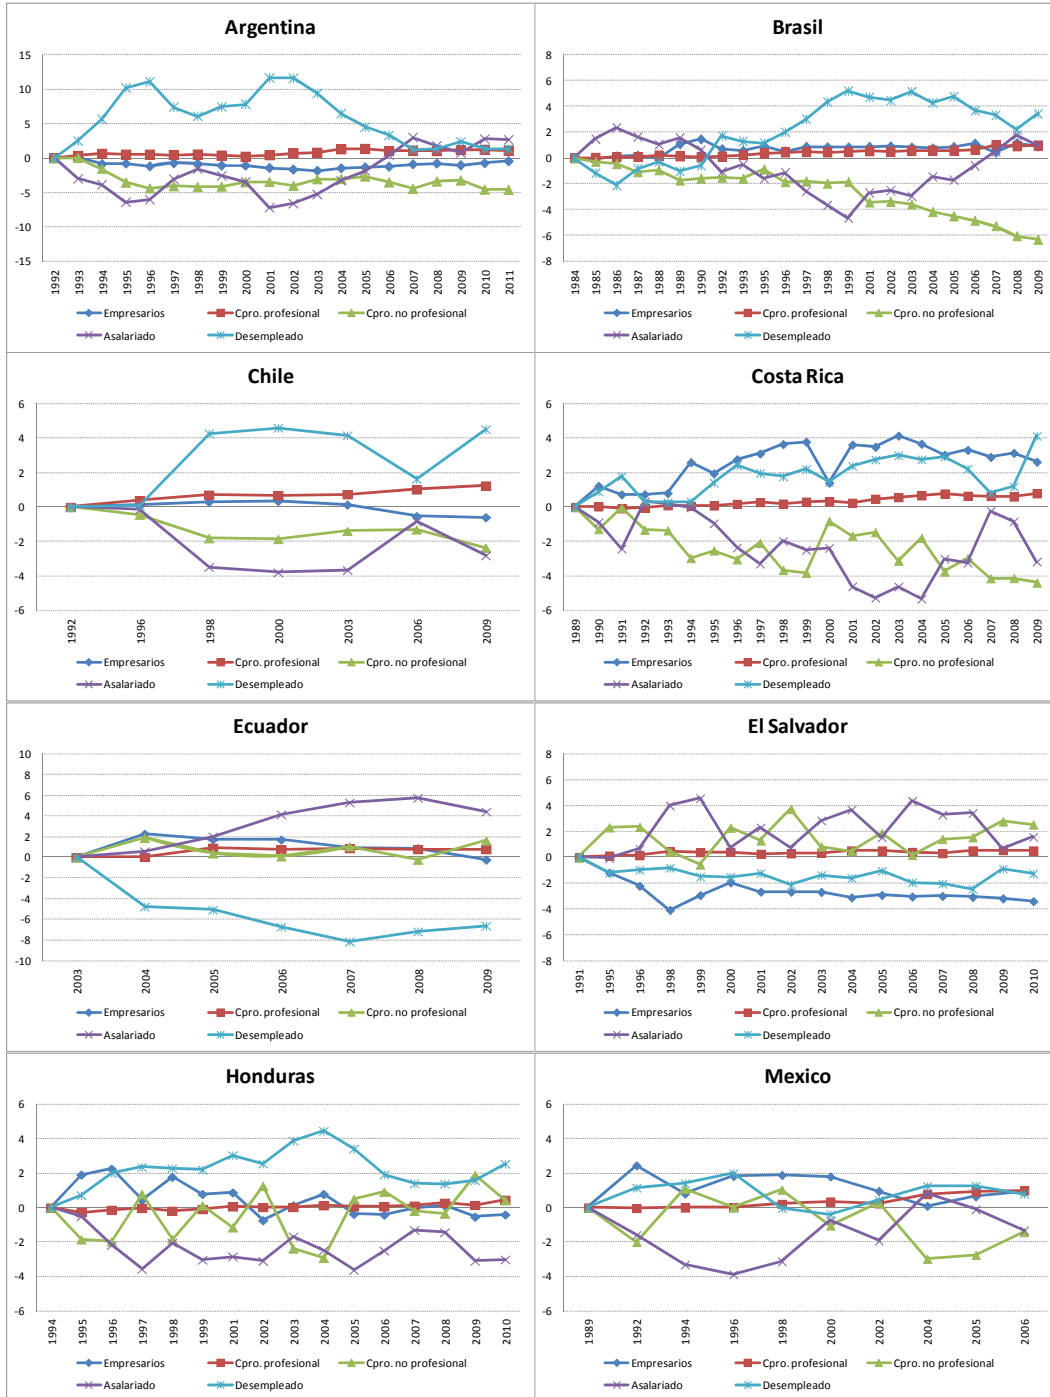 Argentina
15
10
5
0
-5
-10
-15
1992 1993 1994 1995 1996 1997 1998 1999 2000 2001 2002 2003 2004 2005 2006 2007 2008 2009 2010 2011
Empresarios Cpro. profesional Cpro. no profesional
Asalariado Desempleado
Brasil
8
6
4
2
0
-2
-4
-6
-8
1984 1985 1986 1987 1988 1989 1990 1992 1993 1995 1996 1997 1998 1999 2001 2002 2003 2004 2005 2006 2007 2008 2009
Empresarios Cpro. profesional Cpro. no profesional
Asalariado Desempleado
Chile
6
4
2
0
-2
-4
-6
1992 1996 1998 2000 2003 2006 2009
Empresarios Cpro. profesional Cpro. no profesional
Asalariado Desempleado
Costa Rica
6
4
2
0
-2
-4
-6
1989 1990 1991 1992 1993 1994 1995 1996 1997 1998 1999 2000 2001 2002 2003 2004 2005 2006 2007 2008 2009
Empresarios Cpro. profesional Cpro. no profesional
Asalariado Desempleado
Ecuador
10
8
6
4
2
0
-2
-4
-6
-8
-10
2003 2004 2005 2006 2007 2008 2009
Empresarios Cpro. profesional Cpro. no profesional
Asalariado Desempleado
El Salvador
8
6
4
2
0
-2
-4
-6
-8
1991 1995 1996 1998 1999 2000 2001 2002 2003 2004 2005 2006 2007 2008 2009 2010
Empresarios Cpro. profesional Cpro. no profesional
Asalariado Desempleado
Honduras
6
4
2
0
-2
-4
-6
1994 1995 1996 1997 1998 1999 2001 2002 2003 2004 2005 2006 2007 2008 2009 2010
Empresarios Cpro. profesional Cpro. no profesional
Asalariado Desempleado
Mexico
6
4
2
0
-2
-4
-6
1989 1992 1994 1996 1998 2000 2002 2004 2005 2006
Empresarios Cpro. profesional Cpro. no profesional
Asalariado Desempleado